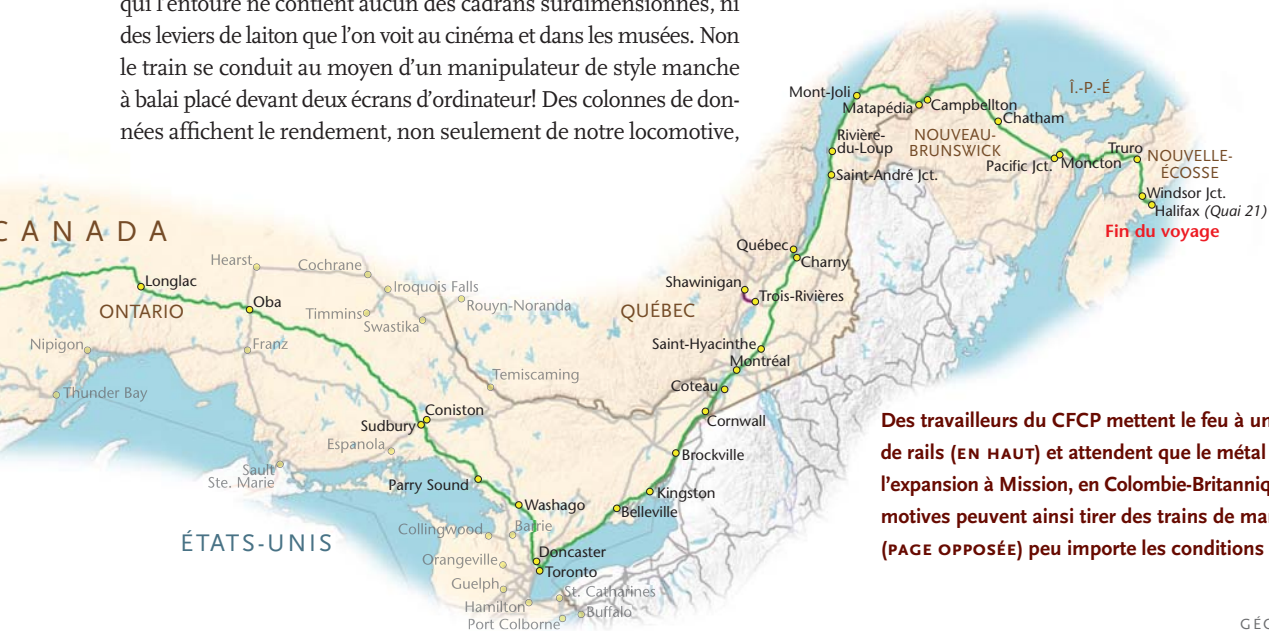 qui l'entoure ne contient aucun des cadrans surdimensionnés, ni
des leviers de laiton que l'on voit au cinéma et dans les musées. Non
le train se conduit au moyen d'un manipulateur de style manche
à balai placé devant deux écrans d'ordinateur! Des colonnes de don-
nées affichent le rendement, non seulement de notre locomotive,
Mont-Joli
Matapédia
Campbellton
Î.-P.-É
Chatham
Rivière-
du-Loup
NOUVEAU-
BRUNSWICK
Pacific Jct.
Moncton
Truro
NOUVELLE-
ÉCOSSE
Saint-André Jct.
Windsor Jct.
Halifax (Quai 21)
Fin du voyage
CANADA
Québec
Charny
Hearst
Cochrane
Longlac
Iroquois Falls
Shawinigan
Trois-Rivières
Oba
Rouyn-Noranda
ONTARIO
Timmins
QUÉBEC
Swastika
Nipigon
Franz
Saint-Hyacinthe
Montréal
Temiscaming
Coteau
Thunder Bay
Coniston
Sudbury
Cornwall
Espanola
Brockville
Sault
Ste. Marie
Parry Sound
Kingston
Washago
Belleville
Collingwood
Barrie
ÉTATS-UNIS
Doncaster
Orangeville
Toronto
Guelph
St. Catharines
Hamilton
Buffalo
Port Colborne
Des travailleurs du CFCP mettent le feu à un
de rails (EN HAUT) et attendent que le métal
l'expansion à Mission, en Colombie-Britanniq
motives peuvent ainsi tirer des trains de mar
(PAGE OPPOSÉE) peu importe les conditions
GÉO